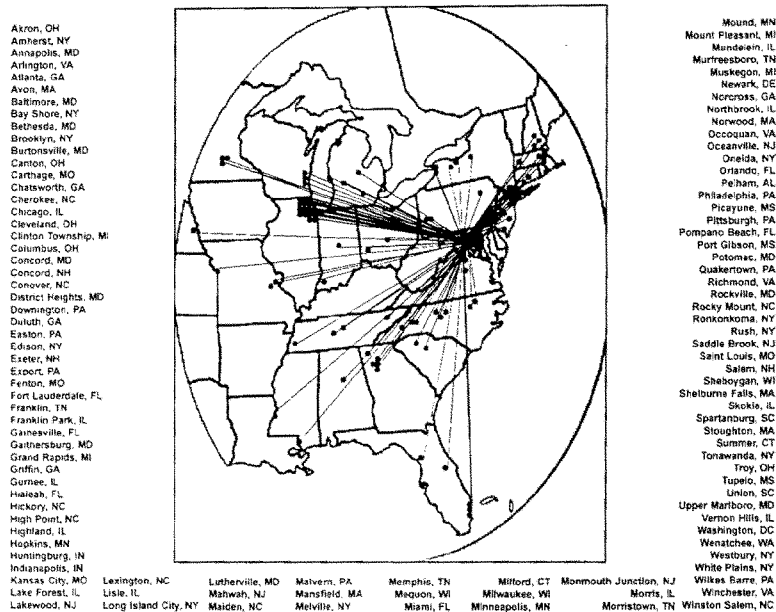 Akron, OH
Amherst, NY
Annapolis, MD
Arlington, VA
Atlanta, GA
Avon, MA
Baltimore, MD
Bay Shore, NY
Bethesda, MD
Brooklyn, NY
Burtonsville, MD
Canton, OH
Carthage, MO
Chatsworth, GA
Cherokee, NC
Chicago, IL
Cleveland, OH
Clinton Township, MI
Columbus, OH
Concord, MD
Concord, NH
Conover, NC
District Heights, MD
Downington, PA
Duluth, GA
Easton, PA
Edison, NY
Exeter, NH
Export, PA
Fenton, MO
Fort Lauderdale, FL
Franklin, TN
Franklin Park, IL
Gainesville, FL
Gaithersburg, MD
Grand Rapids, MI
Griffin, GA
Gurnee, IL
Hialeah, FL
Hickory, NC
High Point, NC
Highland, IL
Hopkins, MN
Huntingburg, IN
Indianapolis, IN
Kansas City, MO
Lake Forest, IL
Lakewood, NJ
Lexington, NC
Lisle, IL
Long Island City, NY
Lutherville, MD
Mahwah, NJ
Maiden, NC
Malvern, PA
Mansfield, MA
Melville, NY
Memphis, TN
Mequon, WI
Miami, FL
Milford, CT
Milwaukee, WI
Minneapolis, MN
Monmouth Junction, NJ
Morris, IL
Morristown, TN
Mound, MN
Mount Pleasant, MI
Mundelein, IL
Murfreesboro, TN
Muskegon, MI
Newark, DE
Norcross, GA
Northbrook, IL
Norwood, MA
Occoquan, VA
Oceanville, NJ
Oneida, NY
Orlando, FL
Pelham, AL
Philadelphia, PA
Picayune, MS
Pittsburgh, PA
Pompano Beach, FL
Port Gibson, MS
Potomac, MD
Quakertown, PA
Richmond, VA
Rockville, MD
Rocky Mount, NC
Ronkonkoma, NY
Rush, NY
Saddle Brook, NJ
Saint Louis, MO
Salem, NH
Sheboygan, WI
Shelburne Falls, MA
Skokie, IL
Spartanburg, SC
Stoughton, MA
Summer, CT
Tonawanda, NY
Troy, OH
Tupelo, MS
Union, SC
Upper Marlboro, MD
Vernon Hills, IL
Washington, DC
Wenatchee, WA
Westbury, NY
White Plains, NY
Wilkes Barre, PA
Winchester, VA
Winston Salem, NC